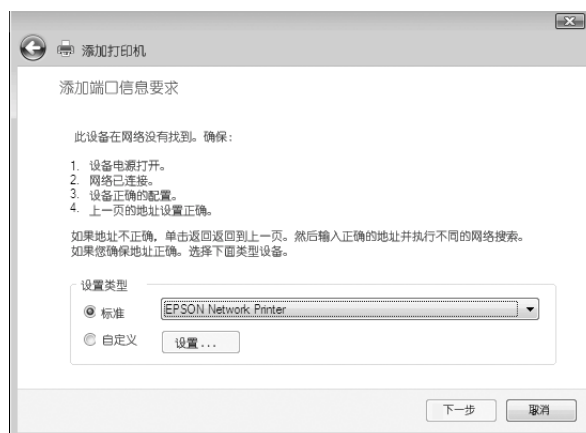 添加打印机
添加端口信息要求
此设备在网络没有找到。确保：
1. 设备电源打开。
2. 网络已连接。
3. 设备正确的配置。
4. 上一页的地址设置正确。
如果地址不正确，单击返回返回到上一页。然后输入正确的地址并执行不同的网络搜索。
如果您确保地址正确。选择下面类型设备。
设置类型
标准 EPSON Network Printer
自定义 设置...
下一步 取消